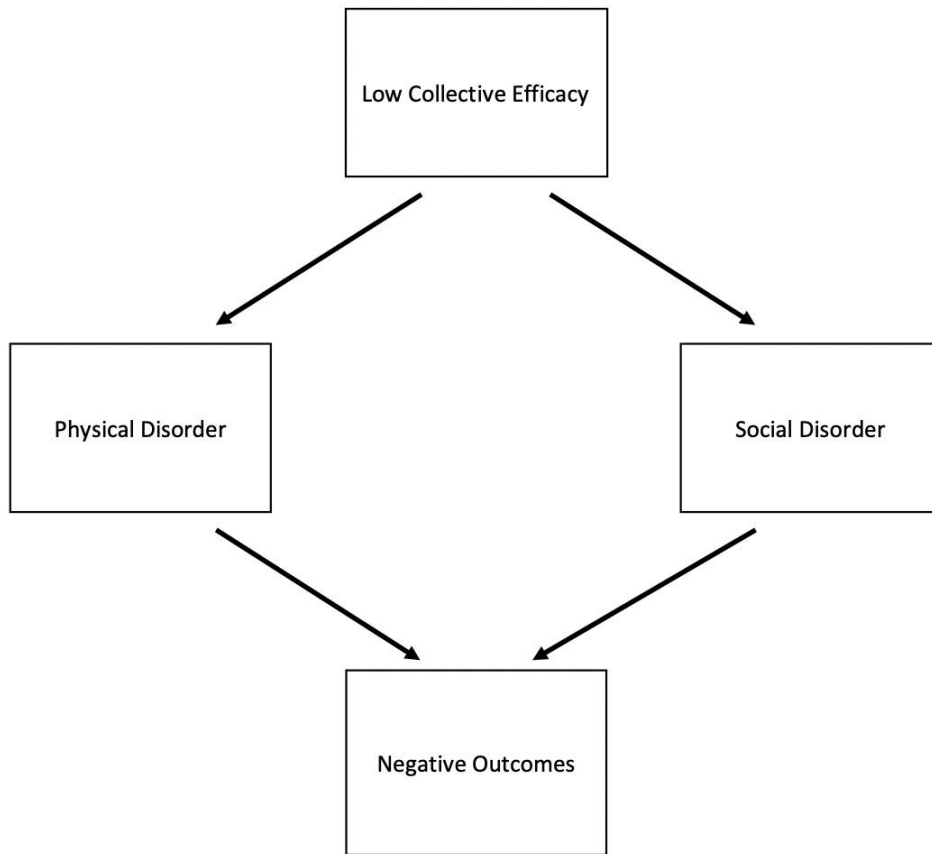 Low Collective Efficacy
Physical Disorder
Social Disorder
Negative Outcomes